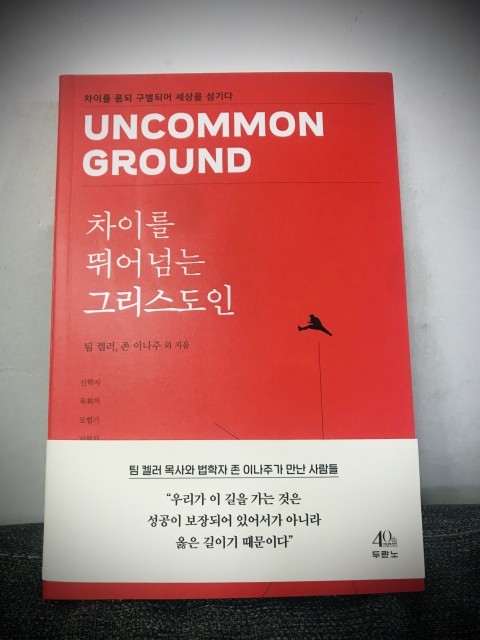 차이를 품되 구별되어 세상을 섬기다
UNCOMMON
GROUND
차이를
뛰어넘는
그리스도인
팀 켈러, 존 이나주 외 지음
신학자
목회자
모험가
팀 켈러 목사와 법학자 존 이나주가 만난 사람들
“우리가 이 길을 가는 것은
성공이 보장되어 있어서가 아니라
옳은 길이기 때문이다”
40
두란노